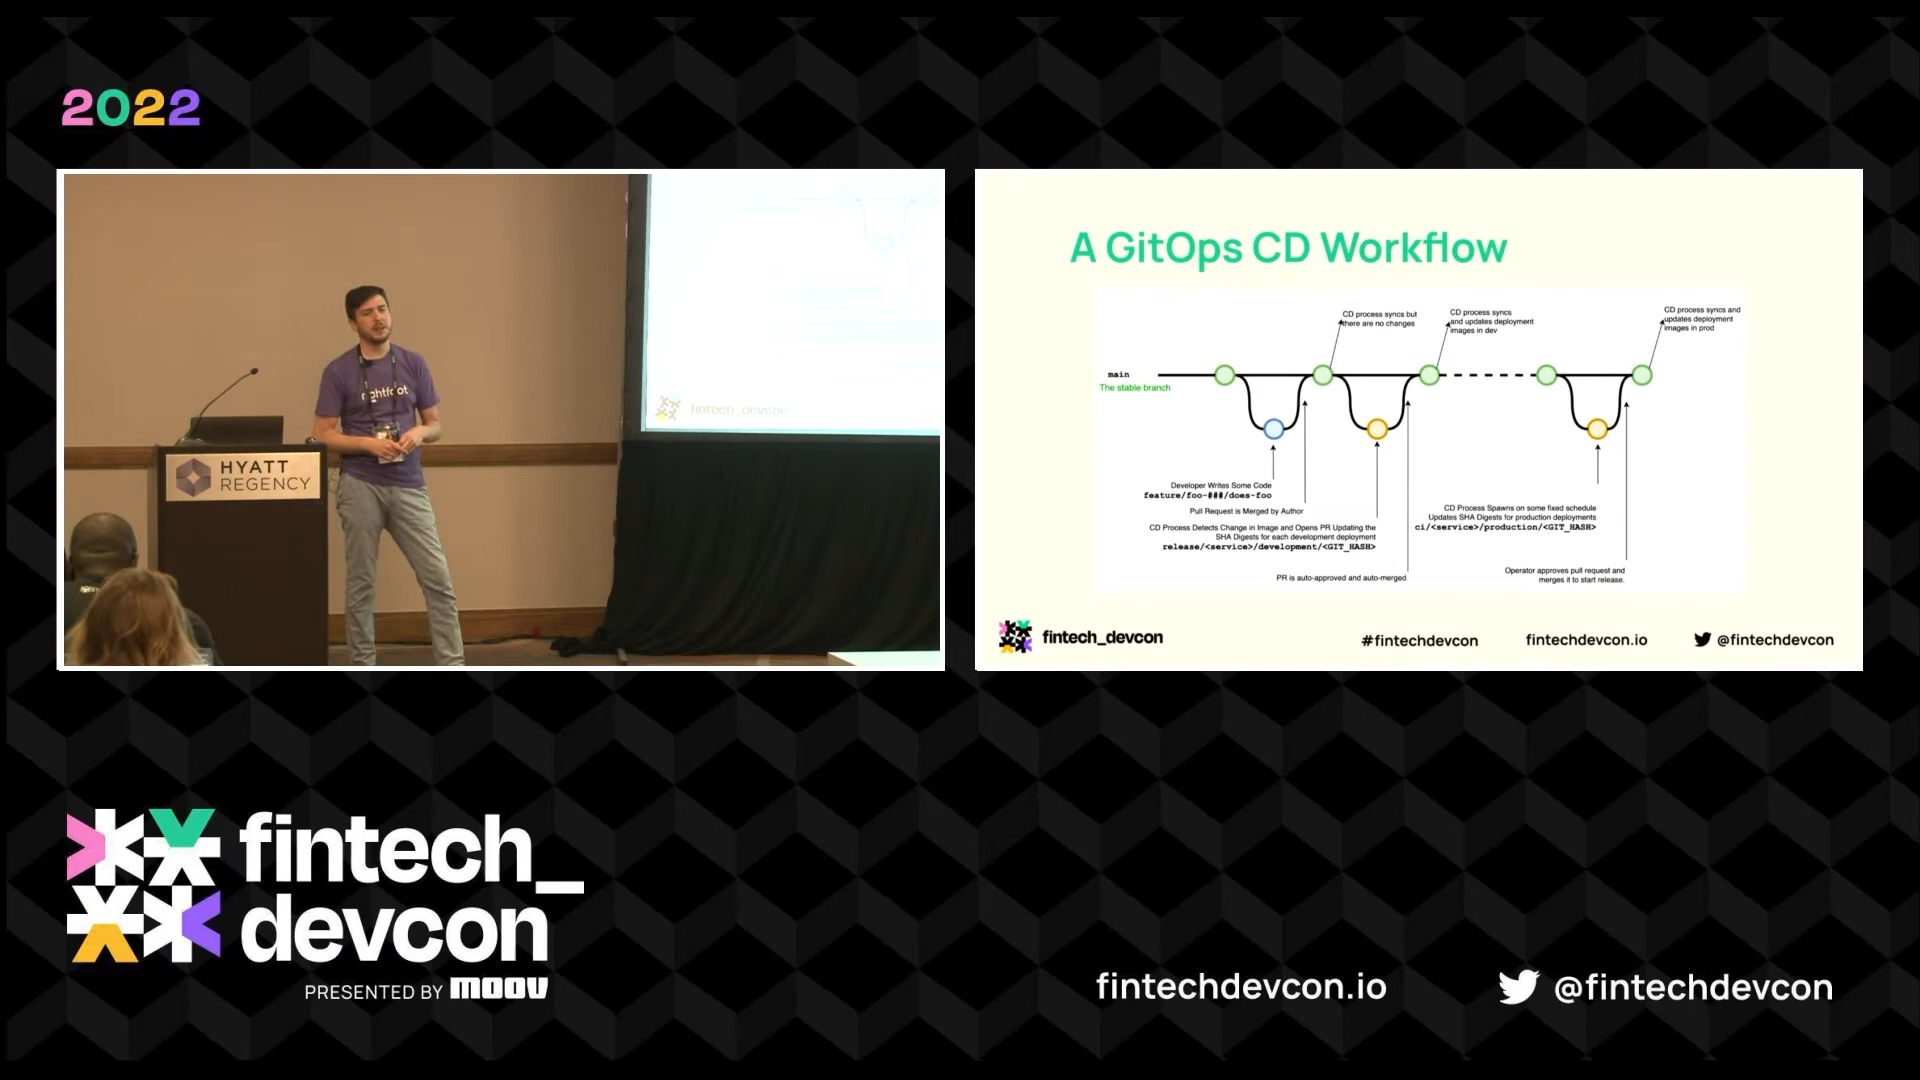 2022
rightfoot
HYATT
REGENCY
fintech_devcon
A GitOps CD Workflow
CD process syncs but
there are no changes
CD process syncs
and updates deployment
images in dev
CD process syncs and
updates deployment
images in prod
main
The stable branch
Developer Writes Some Code
feature/foo-###/does-foo
Pull Request is Merged by Author
CD Process Detects Change in Image and Opens PR Updating the
SHA Digests for each development deployment
release/<service>/development/<GIT_HASH>
PR is auto-approved and auto-merged
CD Process Spawns on some fixed schedule
Updates SHA Digests for production deployments
ci/<service>/production/<GIT_HASH>
Operator approves pull request and
merges it to start release.
fintech_devcon
#fintechdevcon
fintechdevcon.io
@fintechdevcon
fintech_
devcon
PRESENTED BY moov
fintechdevcon.io
@fintechdevcon